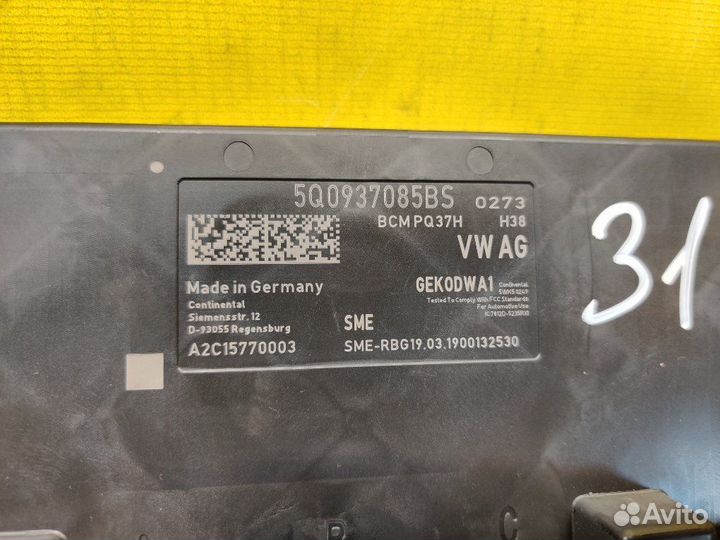 5Q0937085BS 0273
BCM PQ37H H38
VW AG
Made in Germany
Continental
Siemensstr. 12
D-93055 Regensburg
A2C15770003
GEK0DWA1
Continental
Tested To Comply With FCC Standards
For Automotive Use
SME
SME-RBG19.03.1900132530
31
B C
Avito